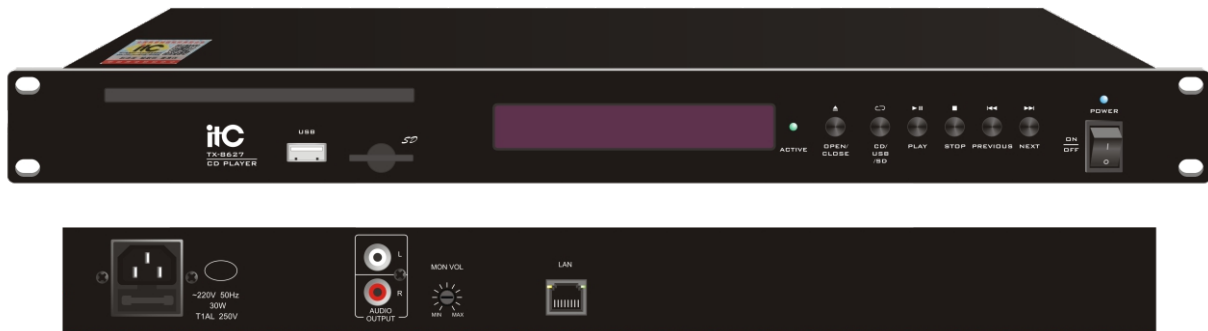 itC
itC
TX-8627
CD PLAYER
USB
SD
ACTIVE
OPEN/
CLOSE
CD/
USB
/SD
PLAY
STOP
PREVIOUS
NEXT
POWER
ON
OFF
I
O
~220V 50Hz
30W
T1AL 250V
L
R
AUDIO
OUTPUT
MON VOL
MIN MAX
LAN